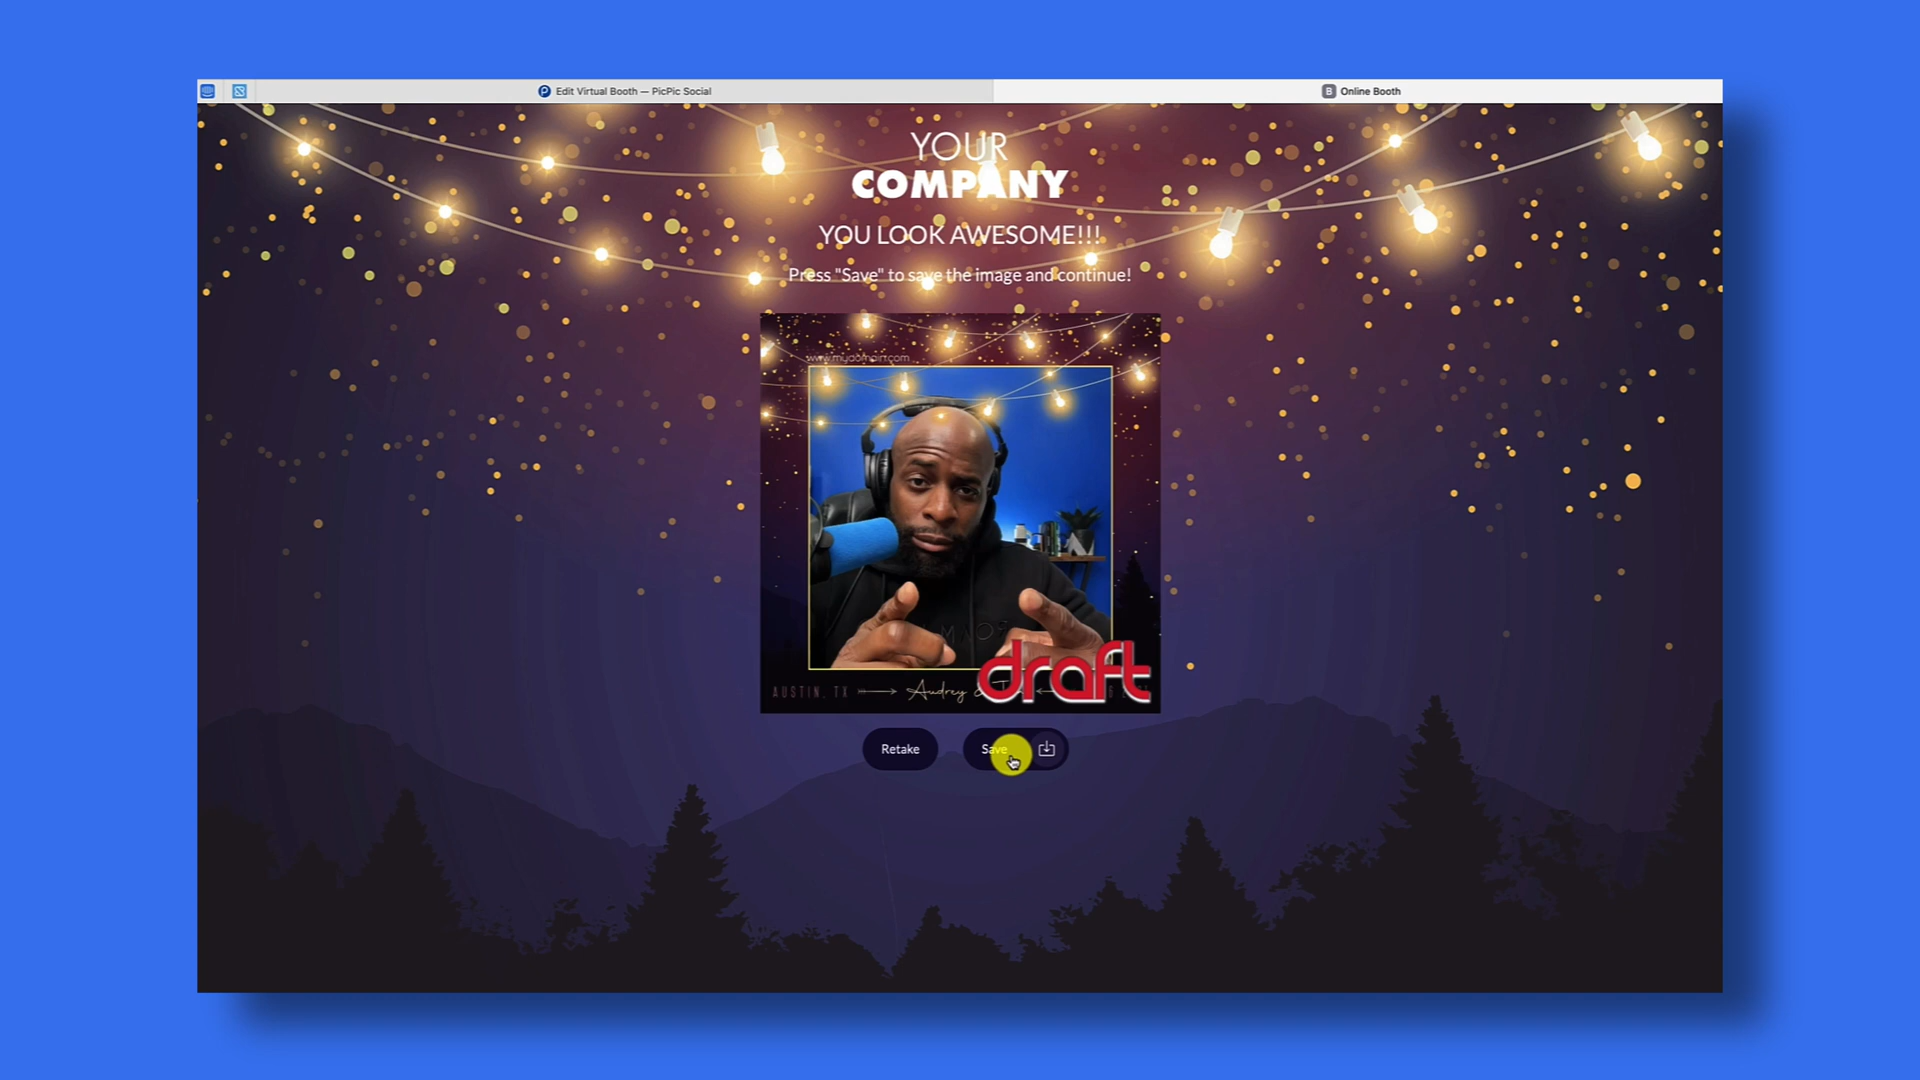 Edit Virtual Booth — PicPic Social
B Online Booth
YOUR
COMPANY
YOU LOOK AWESOME!!!
Press "Save" to save the image and continue!
www.mydomain.com
draft
AUSTIN, TX Audrey &
Retake
Save